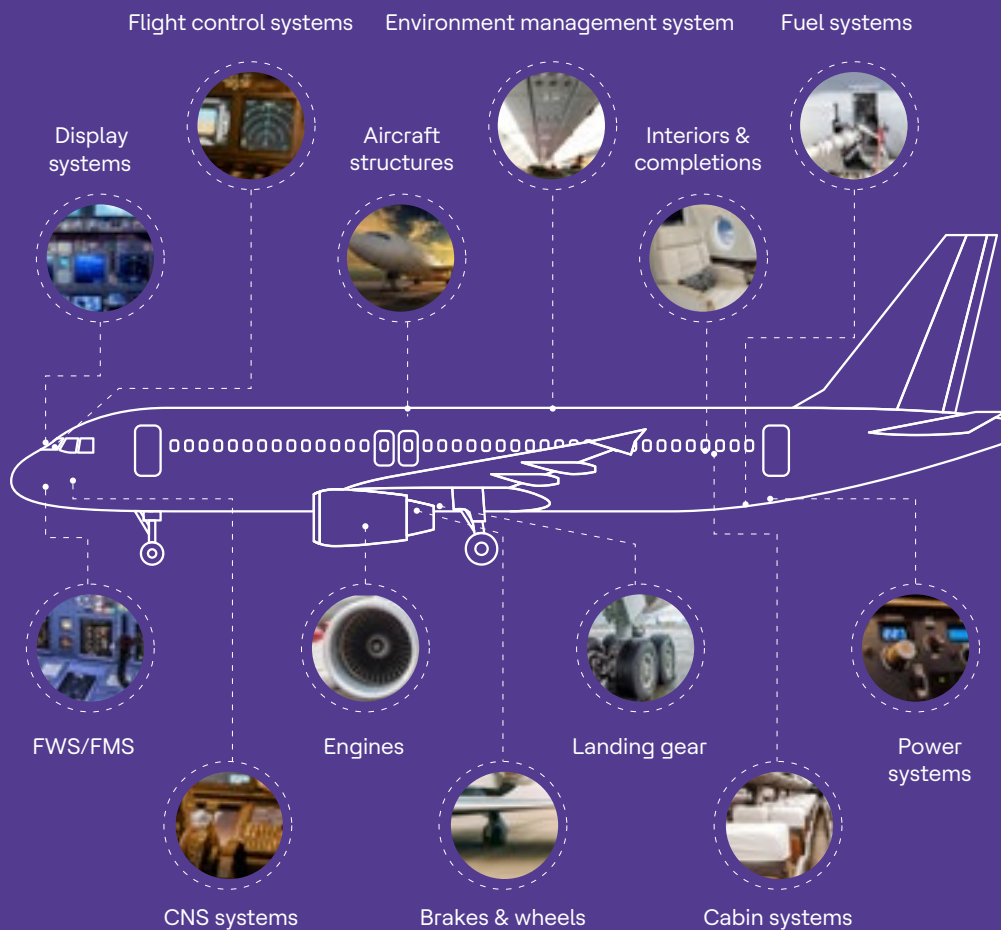 Flight control systems
Environment management system
Fuel systems
Display
systems
Aircraft
structures
Interiors &
completions
FWS/FMS
Engines
Landing gear
Power
systems
CNS systems
Brakes & wheels
Cabin systems